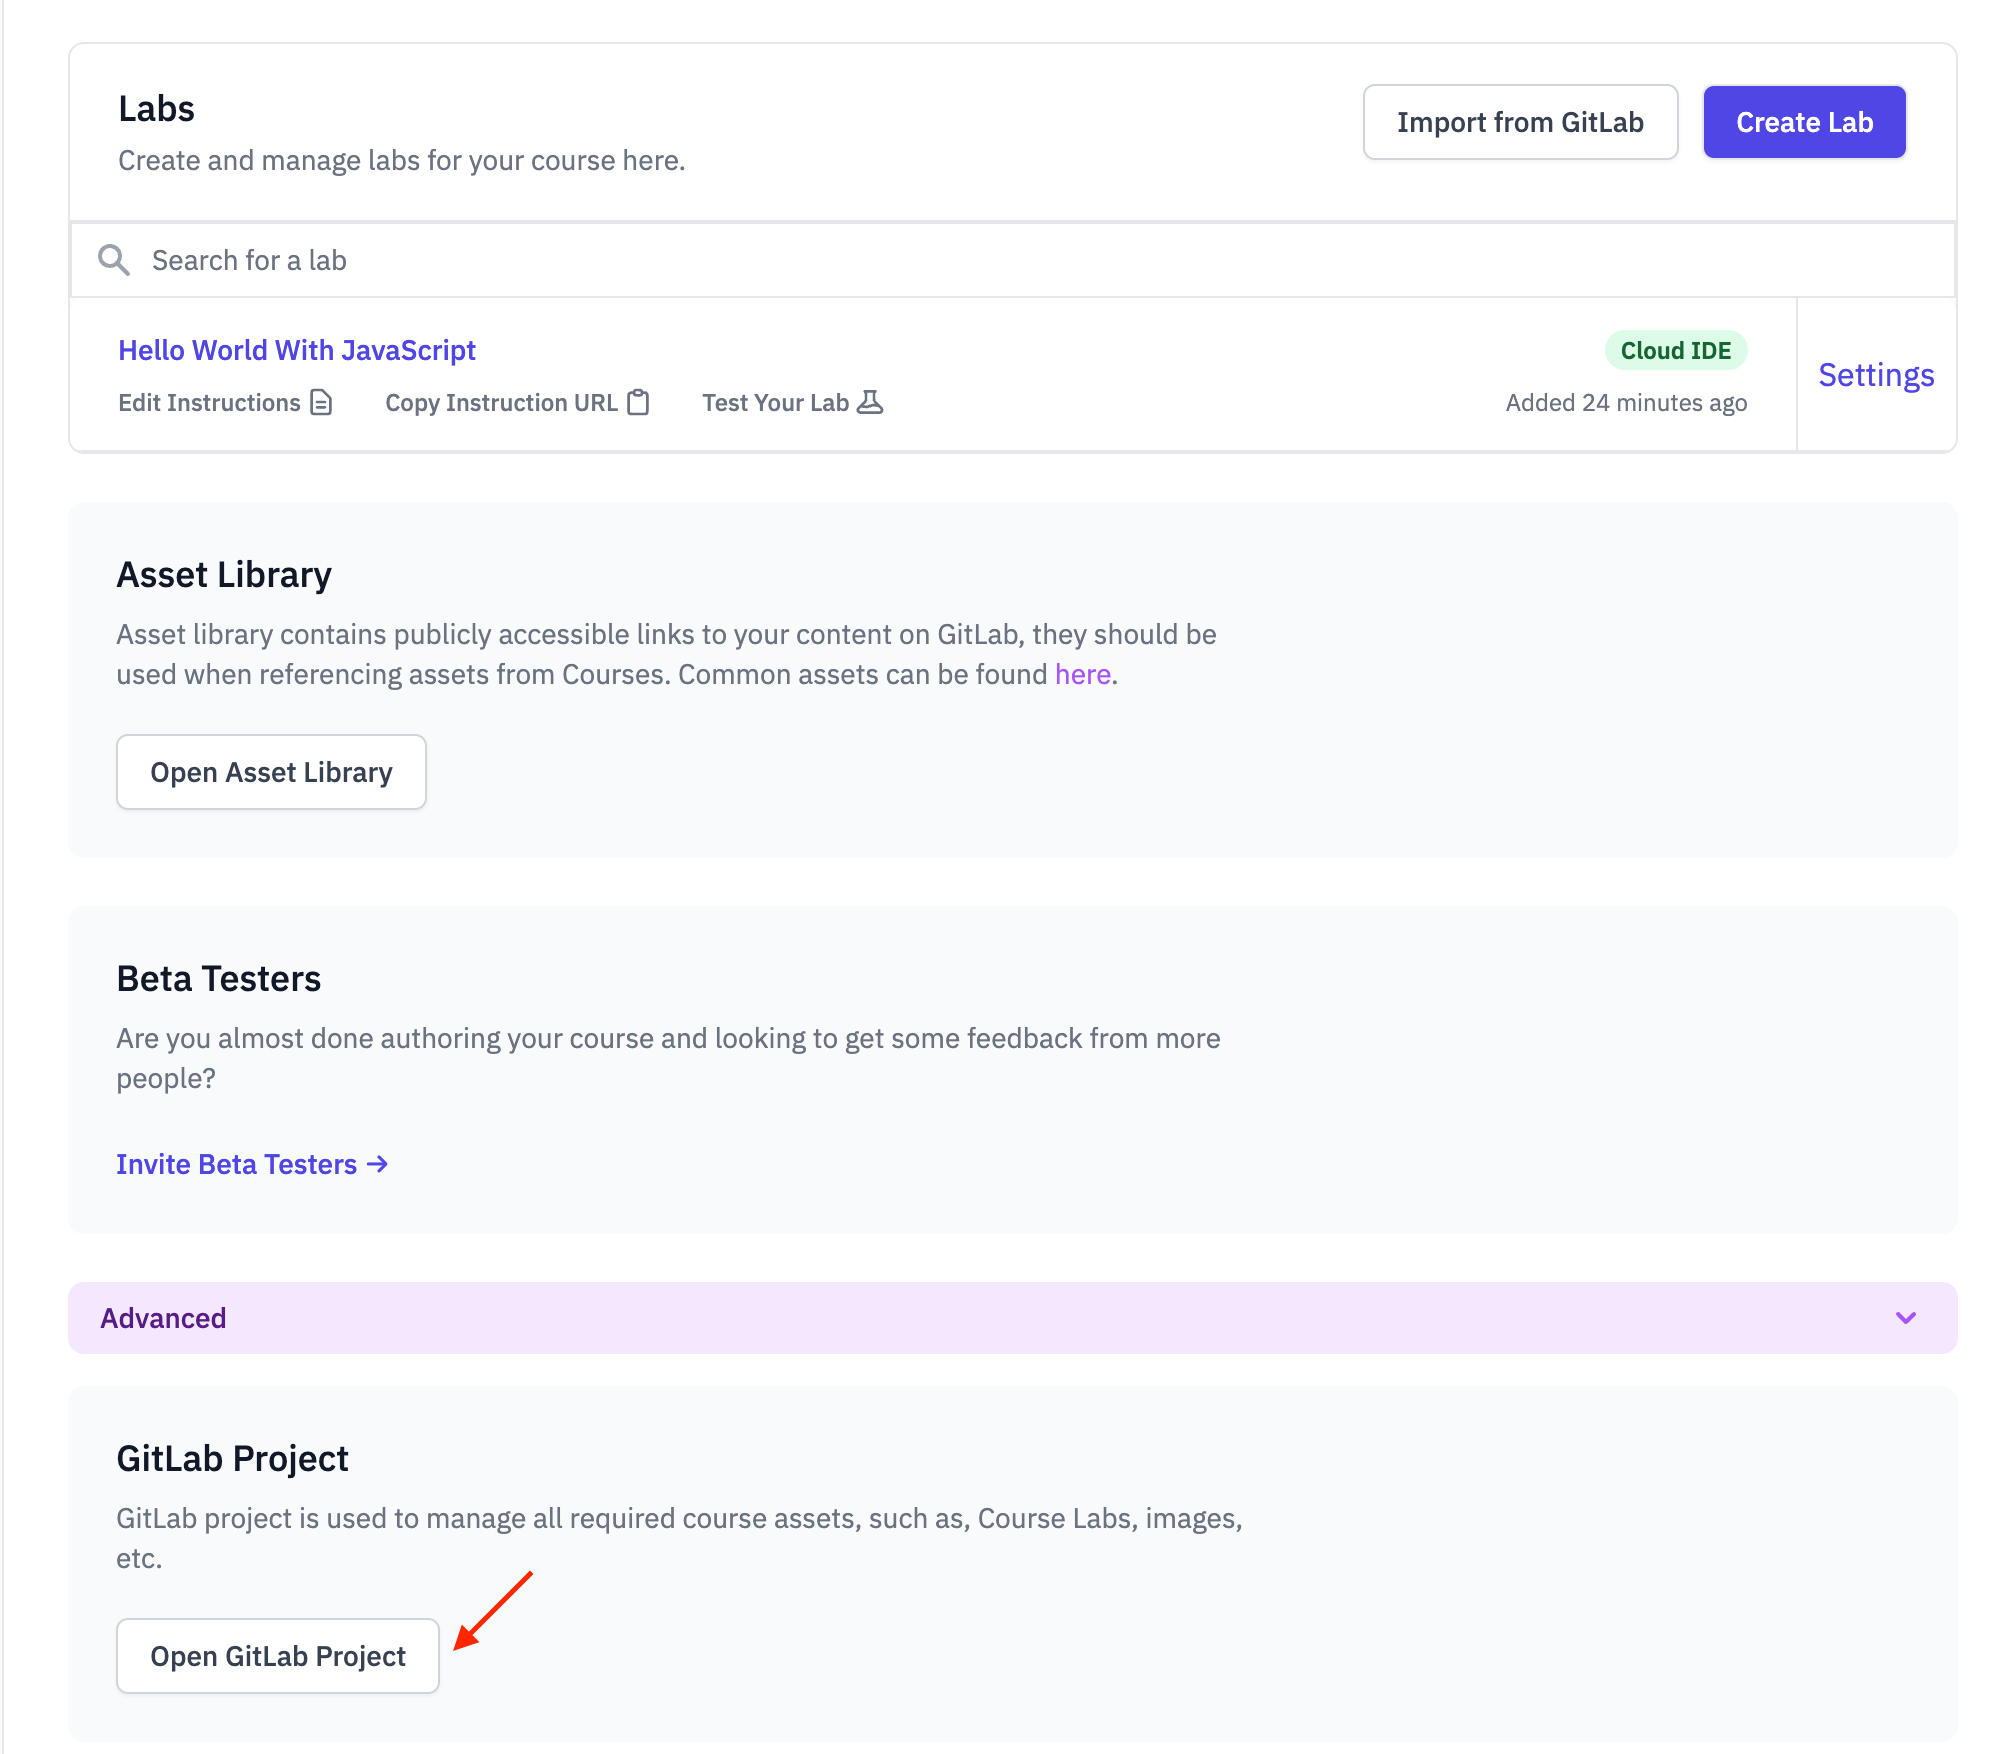 Labs
Create and manage labs for your course here.
Import from GitLab
Create Lab
Search for a lab
Hello World With JavaScript
Edit Instructions
Copy Instruction URL
Test Your Lab
Cloud IDE
Added 24 minutes ago
Settings
Asset Library
Asset library contains publicly accessible links to your content on GitLab, they should be
used when referencing assets from Courses. Common assets can be found here.
Open Asset Library
Beta Testers
Are you almost done authoring your course and looking to get some feedback from more
people?
Invite Beta Testers →
Advanced
GitLab Project
GitLab project is used to manage all required course assets, such as, Course Labs, images,
etc.
Open GitLab Project